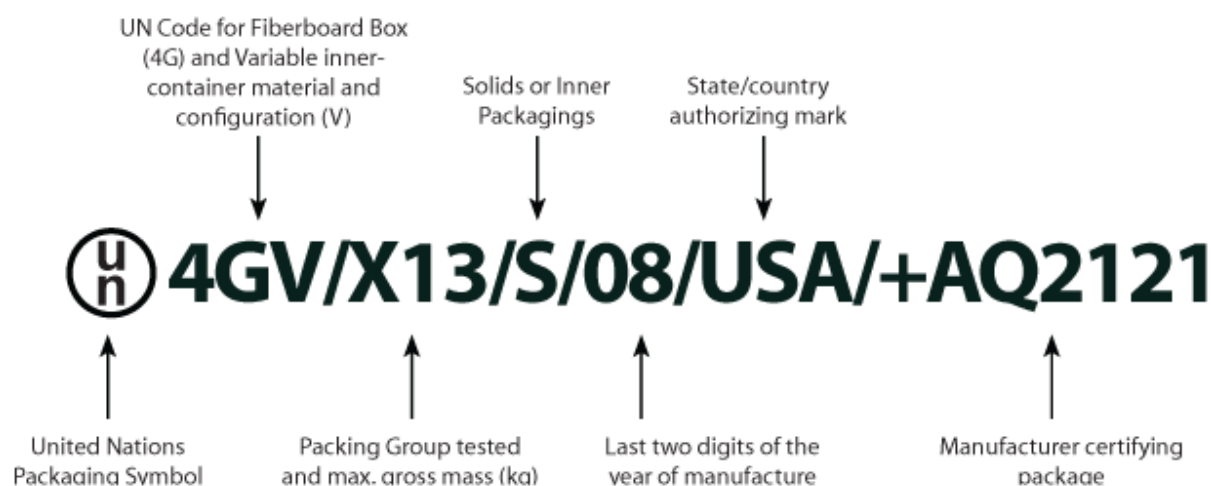 UN Code for Fiberboard Box
(4G) and Variable inner-
container material and
configuration (V)
Solids or Inner
Packagings
State/country
authorizing mark
un 4GV/X13/S/08/USA/+AQ2121
United Nations
Packaging Symbol
Packing Group tested
and max. gross mass (kg)
Last two digits of the
year of manufacture
Manufacturer certifying
package